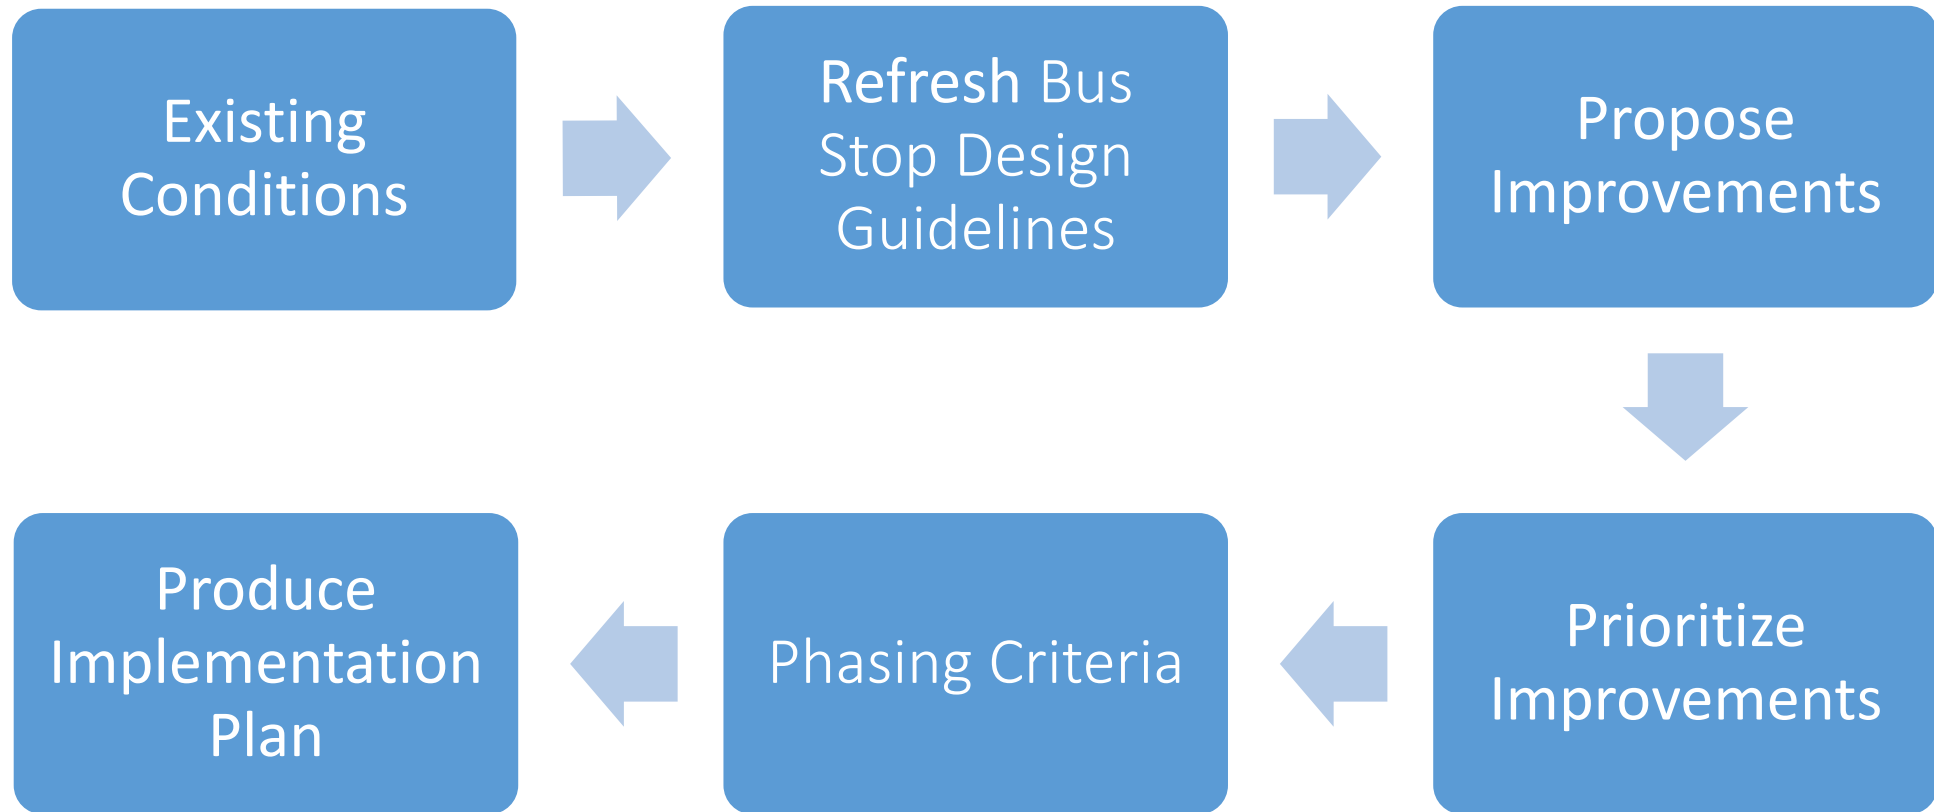 Existing
Conditions
Refresh Bus
Stop Design
Guidelines
Propose
Improvements
Prioritize
Improvements
Phasing Criteria
Produce
Implementation
Plan